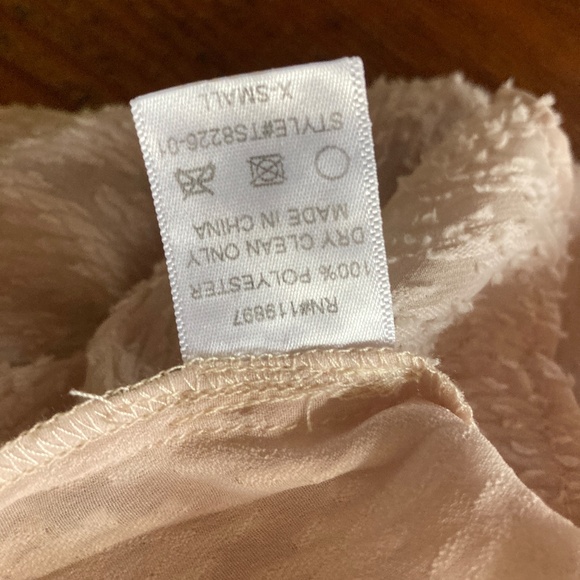 RN#119897
100% POLYESTER
DRY CLEAN ONLY
MADE IN CHINA
STYLE#TS8226-01
X-SMALL